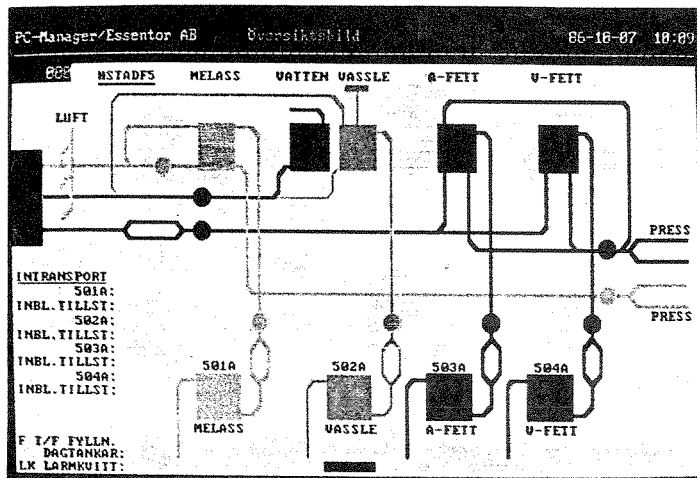 PC-Manager/Essentor AB Översiktsbild 86-10-07 10:09
HSTADF5 MELASS VATTEN VASSLE A-FETT V-FETT
LUFT
PRESS
INTRANSPORT
501A:
INBL.TILLST:
502A:
INBL.TILLST:
503A:
INBL.TILLST:
504A:
INBL.TILLST:
PRESS
501A 502A 503A 504A
MELASS VASSLE A-FETT V-FETT
F T/F FYLLN.
DAGTANKAR:
LK LARMKVITT: